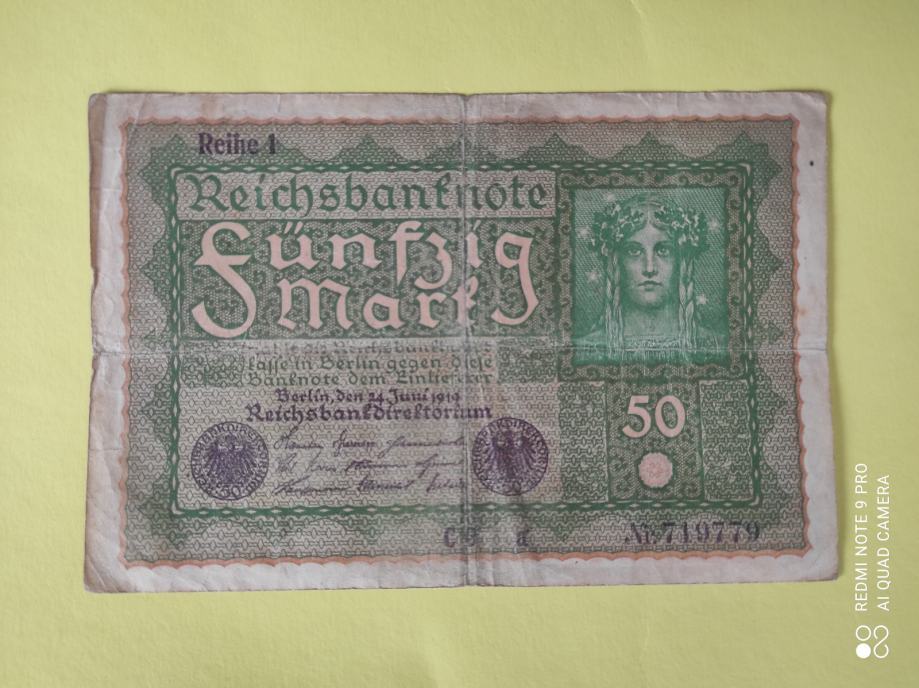 Reihe 1
Reichsbanknote
Fünfzig
Mark
kasse in Berlin gegen diese
Banknote dem Einlieferer
Berlin, den 24. Juni 1919
Reichsbankdirektorium
50
№ 719779
REDMI NOTE 9 PRO
AI QUAD CAMERA